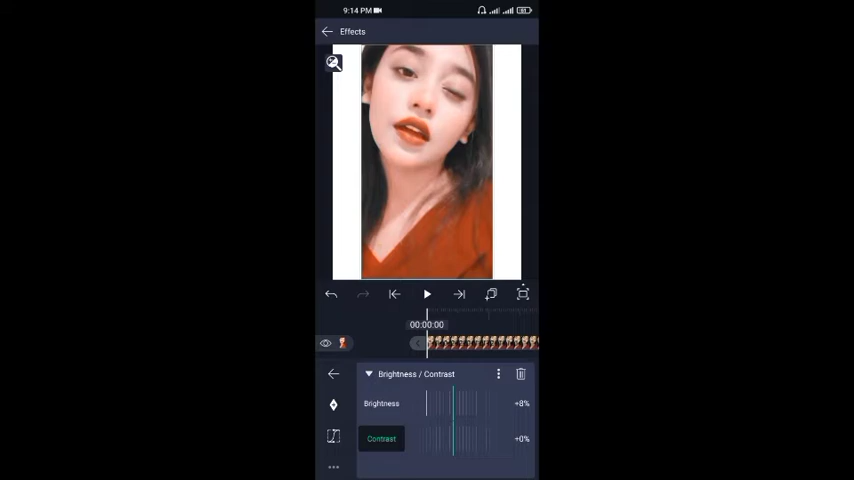 9:14 PM
Effects
00:00:00
Brightness / Contrast
Brightness +8%
Contrast +0%